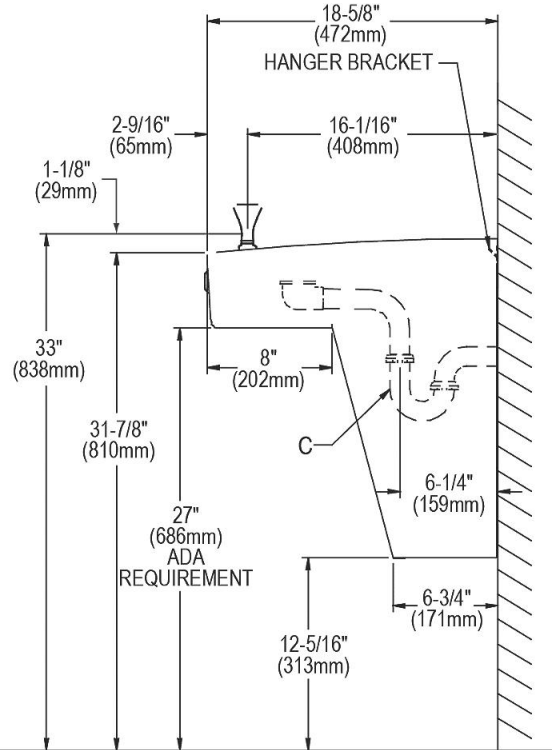 18-5/8"
(472mm)
HANGER BRACKET
2-9/16"
(65mm)
16-1/16"
(408mm)
1-1/8"
(29mm)
33"
(838mm)
8"
(202mm)
31-7/8"
(810mm)
C
6-1/4"
(159mm)
27"
(686mm)
ADA
REQUIREMENT
6-3/4"
(171mm)
12-5/16"
(313mm)